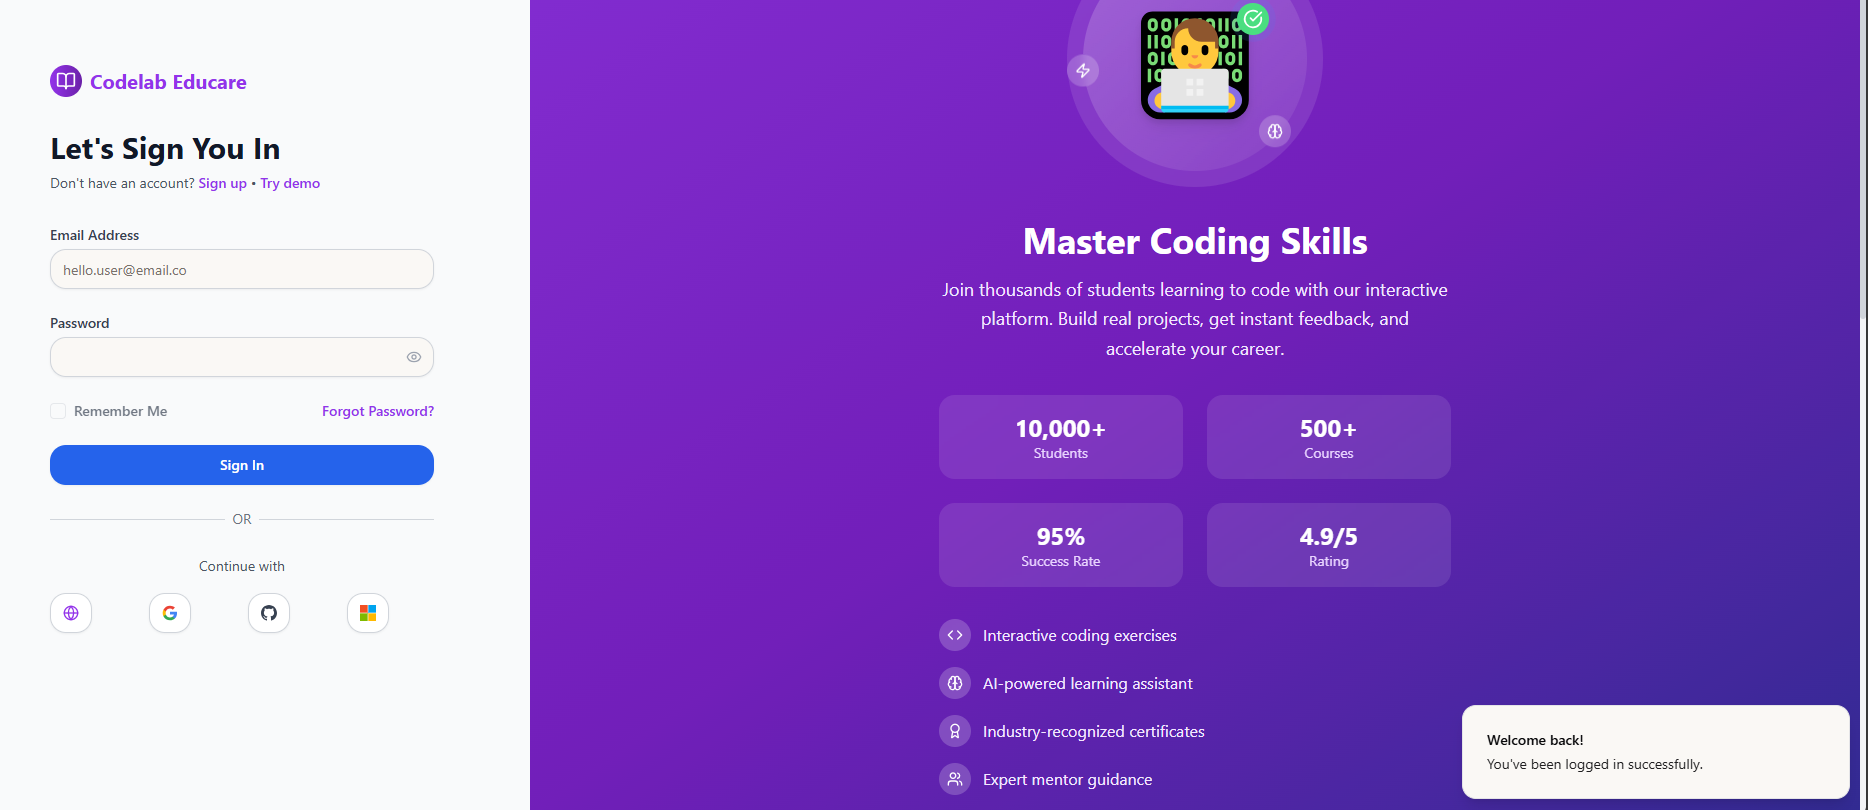 Codelab Educare
Let's Sign You In
Don't have an account? Sign up • Try demo
Email Address
hello.user@email.co
Password
Remember Me
Forgot Password?
Sign In
OR
Continue with
Master Coding Skills
Join thousands of students learning to code with our interactive
platform. Build real projects, get instant feedback, and
accelerate your career.
10,000+
Students
500+
Courses
95%
Success Rate
4.9/5
Rating
Interactive coding exercises
AI-powered learning assistant
Industry-recognized certificates
Expert mentor guidance
Welcome back!
You've been logged in successfully.